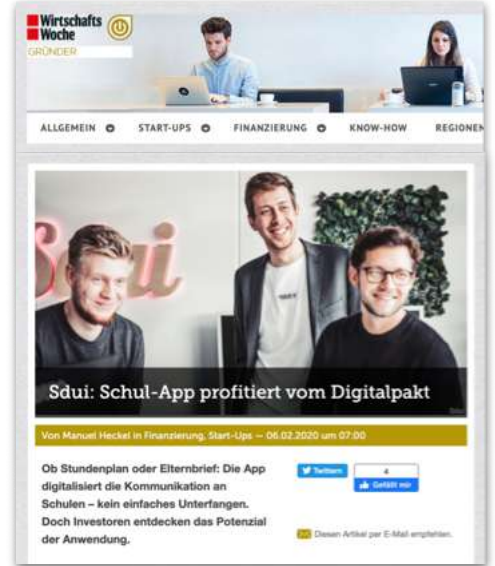 Wirtschafts
Woche
GRÜNDER
ALLGEMEIN
START-UPS
FINANZIERUNG
KNOW-HOW
REGIONEN
Sdui
Sdui: Schul-App profitiert vom Digitalpakt
Von Manuel Heckel in Finanzierung, Start-Ups — 06.02.2020 um 07:00
Ob Stundenplan oder Elternbrief: Die App
digitalisiert die Kommunikation an
Schulen – kein einfaches Unterfangen.
Doch Investoren entdecken das Potenzial
der Anwendung.
Twittern
4
Gefällt mir
Diesen Artikel per E-Mail empfehlen.